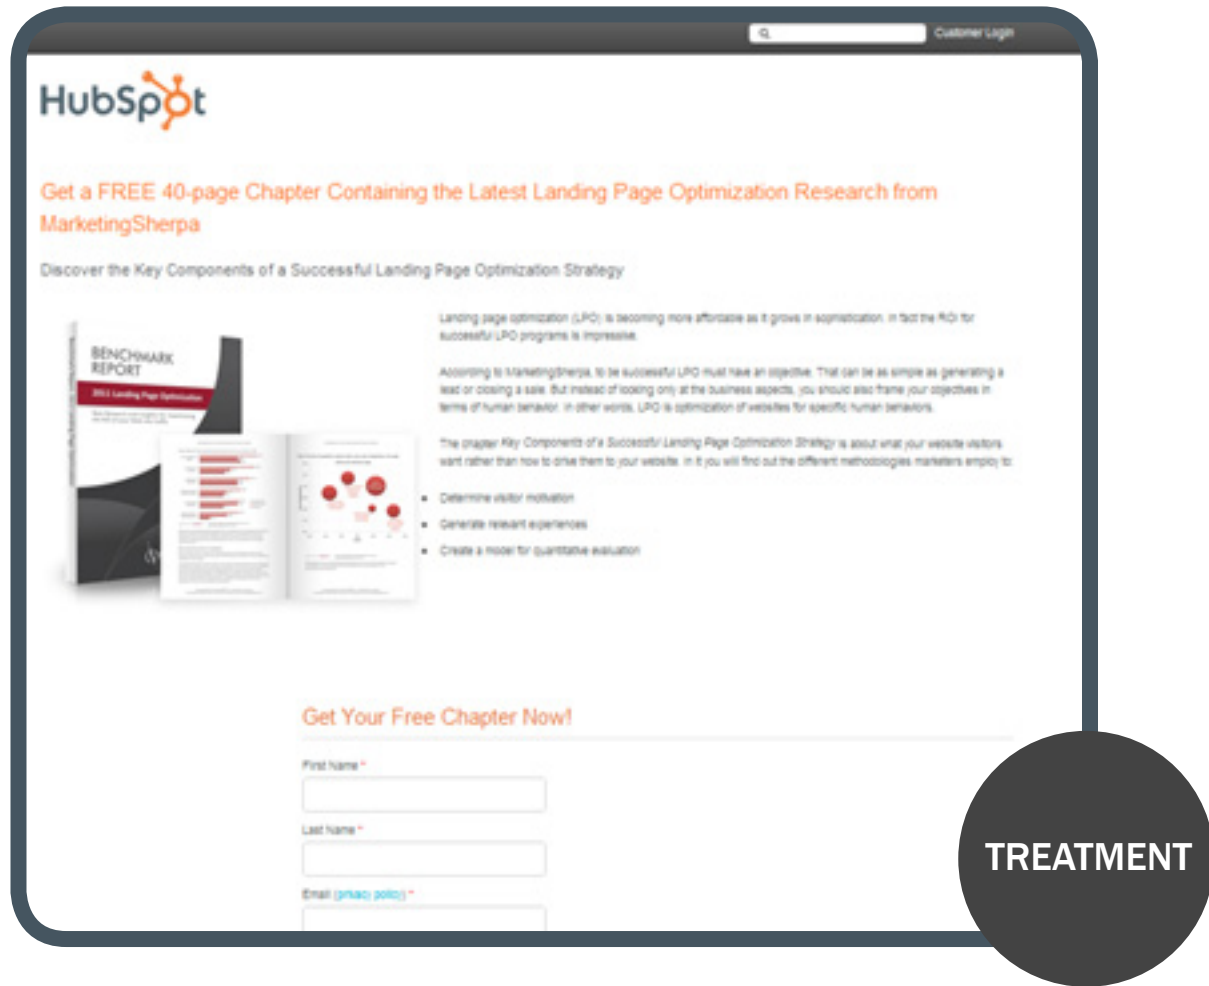 Customer Login
HubSpot
Get a FREE 40-page Chapter Containing the Latest Landing Page Optimization Research from
MarketingSherpa
Discover the Key Components of a Successful Landing Page Optimization Strategy
Landing page optimization (LPO) is becoming more affordable as it grows in sophistication. In fact the ROI for
successful LPO programs is impressive.
According to MarketingSherpa, to be successful LPO must have an objective. That can be as simple as generating a
lead or closing a sale. But instead of looking only at the business aspects, you should also frame your objectives in
terms of human behavior. In other words, LPO is optimization of websites for specific human behaviors.
The chapter Key Components of a Successful Landing Page Optimization Strategy is about what your website visitors
want rather than how to drive them to your website. In it you will find out the different methodologies marketers employ to:
BENCHMARK
REPORT
2011 Landing Page Optimization
• Determine visitor motivation
• Generate relevant experiences
• Create a model for quantitative evaluation
Get Your Free Chapter Now!
First Name *
Last Name *
Email (privacy policy) *
TREATMENT